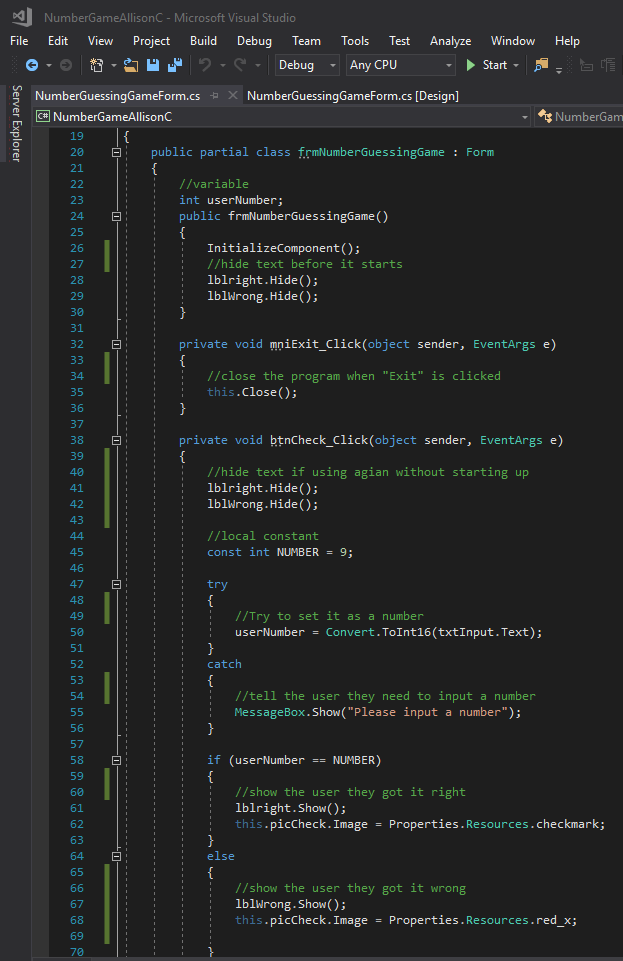 NumberGameAllisonC - Microsoft Visual Studio
File Edit View Project Build Debug Team Tools Test Analyze Window Help
Debug Any CPU Start
Server Explorer
NumberGuessingGameForm.cs NumberGuessingGameForm.cs [Design]
C# NumberGameAllisonC NumberGam
19 {
20 public partial class frmNumberGuessingGame : Form
21 {
22 //variable
23 int userNumber;
24 public frmNumberGuessingGame()
25 {
26 InitializeComponent();
27 //hide text before it starts
28 lblright.Hide();
29 lblWrong.Hide();
30 }
31
32 private void mniExit_Click(object sender, EventArgs e)
33 {
34 //close the program when "Exit" is clicked
35 this.Close();
36 }
37
38 private void btnCheck_Click(object sender, EventArgs e)
39 {
40 //hide text if using agian without starting up
41 lblright.Hide();
42 lblWrong.Hide();
43
44 //local constant
45 const int NUMBER = 9;
46
47 try
48 {
49 //Try to set it as a number
50 userNumber = Convert.ToInt16(txtInput.Text);
51 }
52 catch
53 {
54 //tell the user they need to input a number
55 MessageBox.Show("Please input a number");
56 }
57
58 if (userNumber == NUMBER)
59 {
60 //show the user they got it right
61 lblright.Show();
62 this.picCheck.Image = Properties.Resources.checkmark;
63 }
64 else
65 {
66 //show the user they got it wrong
67 lblWrong.Show();
68 this.picCheck.Image = Properties.Resources.red_x;
69
70 }